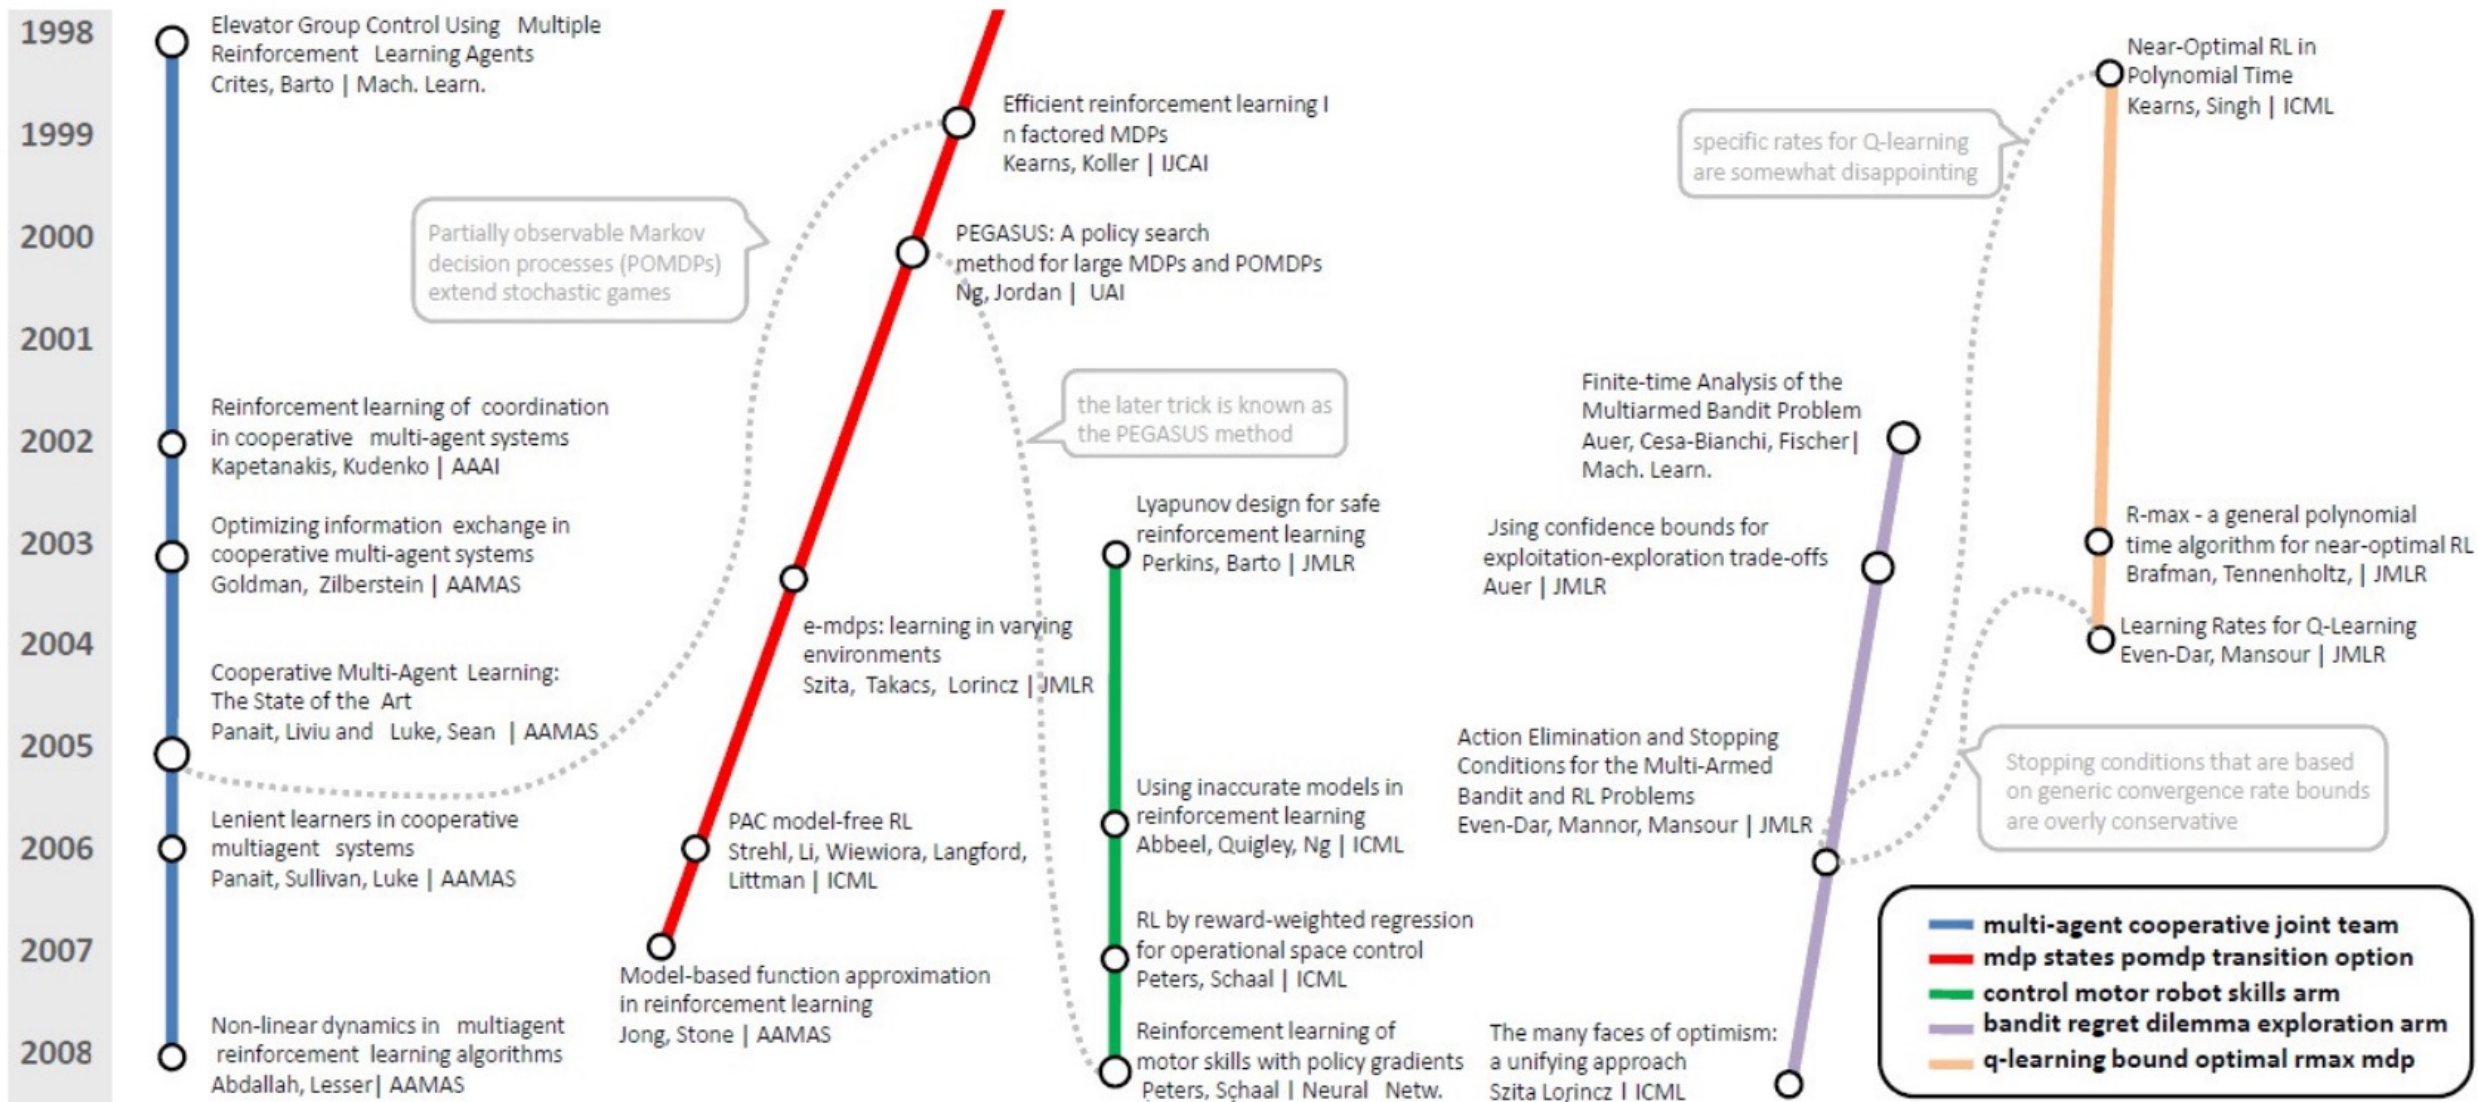 1998
1999
2000
2001
2002
2003
2004
2005
2006
2007
2008
Elevator Group Control Using Multiple
Reinforcement Learning Agents
Crites, Barto | Mach. Learn.
Reinforcement learning of coordination
in cooperative multi-agent systems
Kapetanakis, Kudenko | AAAI
Optimizing information exchange in
cooperative multi-agent systems
Goldman, Zilberstein | AAMAS
Cooperative Multi-Agent Learning:
The State of the Art
Panait, Liviu and Luke, Sean | AAMAS
Lenient learners in cooperative
multiagent systems
Panait, Sullivan, Luke | AAMAS
Non-linear dynamics in multiagent
reinforcement learning algorithms
Abdallah, Lesser| AAMAS
Partially observable Markov
decision processes (POMDPs)
extend stochastic games
Efficient reinforcement learning I
n factored MDPs
Kearns, Koller | IJCAI
PEGASUS: A policy search
method for large MDPs and POMDPs
Ng, Jordan | UAI
the later trick is known as
the PEGASUS method
e-mdps: learning in varying
environments
Szita, Takacs, Lorincz | JMLR
PAC model-free RL
Strehl, Li, Wiewiora, Langford,
Littman | ICML
Model-based function approximation
in reinforcement learning
Jong, Stone | AAMAS
Lyapunov design for safe
reinforcement learning
Perkins, Barto | JMLR
Using inaccurate models in
reinforcement learning
Abbeel, Quigley, Ng | ICML
RL by reward-weighted regression
for operational space control
Peters, Schaal | ICML
Reinforcement learning of
motor skills with policy gradients
Peters, Schaal | Neural Netw.
Finite-time Analysis of the
Multiarmed Bandit Problem
Auer, Cesa-Bianchi, Fischer|
Mach. Learn.
Jsing confidence bounds for
exploitation-exploration trade-offs
Auer | JMLR
Action Elimination and Stopping
Conditions for the Multi-Armed
Bandit and RL Problems
Even-Dar, Mannor, Mansour | JMLR
The many faces of optimism:
a unifying approach
Szita Lorincz | ICML
specific rates for Q-learning
are somewhat disappointing
Near-Optimal RL in
Polynomial Time
Kearns, Singh | ICML
R-max - a general polynomial
time algorithm for near-optimal RL
Brafman, Tennenholtz, | JMLR
Learning Rates for Q-Learning
Even-Dar, Mansour | JMLR
Stopping conditions that are based
on generic convergence rate bounds
are overly conservative
multi-agent cooperative joint team
mdp states pomdp transition option
control motor robot skills arm
bandit regret dilemma exploration arm
q-learning bound optimal rmax mdp